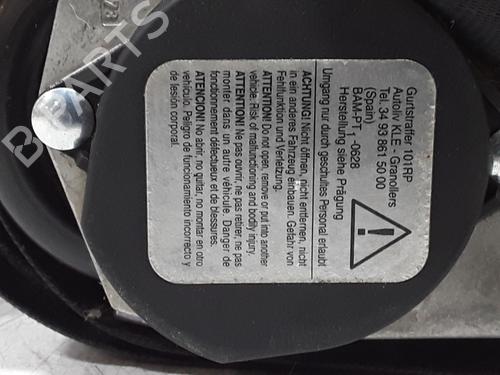 Gurtstraffer 101RP
Autoliv KLE - Granollers
Tel. 34 93 861 50 00
(Spain)
BAM-PT₁ -0628
Herstellung siehe Prägung
Umgang nur durch geschultes Personal erlaubt
ACHTUNG! Nicht öffnen, nicht entfernen, nicht
in ein anderes Fahrzeug einbauen. Gefahr von
Fehlfunktion und Verletzung.
ATTENTION! Do not open, remove or put into another
vehicle. Risk of malfunctioning and bodily injury.
ATTENTION! Ne pas ouvrir, ne pas retirer, ne pas
monter dans un autre véhicule. Danger de
fonctionnement défectueux et de blessures.
ATENCION! No abrir, no quitar, no montar en otro
vehículo. Peligro de funcionamiento incorrecto y
de lesión corporal.
B-PARTS